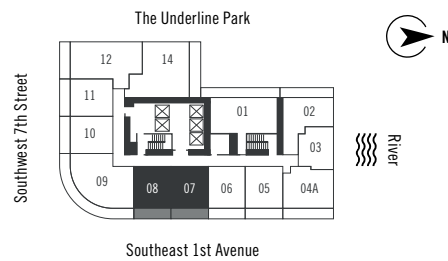 The Underline Park
N
12
14
11
01
02
10
03
Southwest 7th Street
River
09
08
07
06
05
04A
Southeast 1st Avenue